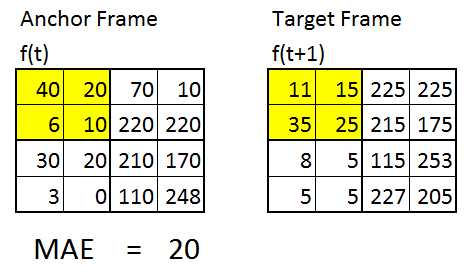 Anchor Frame Target Frame
f(t) f(t+1)
40 20 70 10 11 15 225 225
6 10 220 220 35 25 215 175
30 20 210 170 8 5 115 253
3 0 110 248 5 5 227 205
MAE = 20